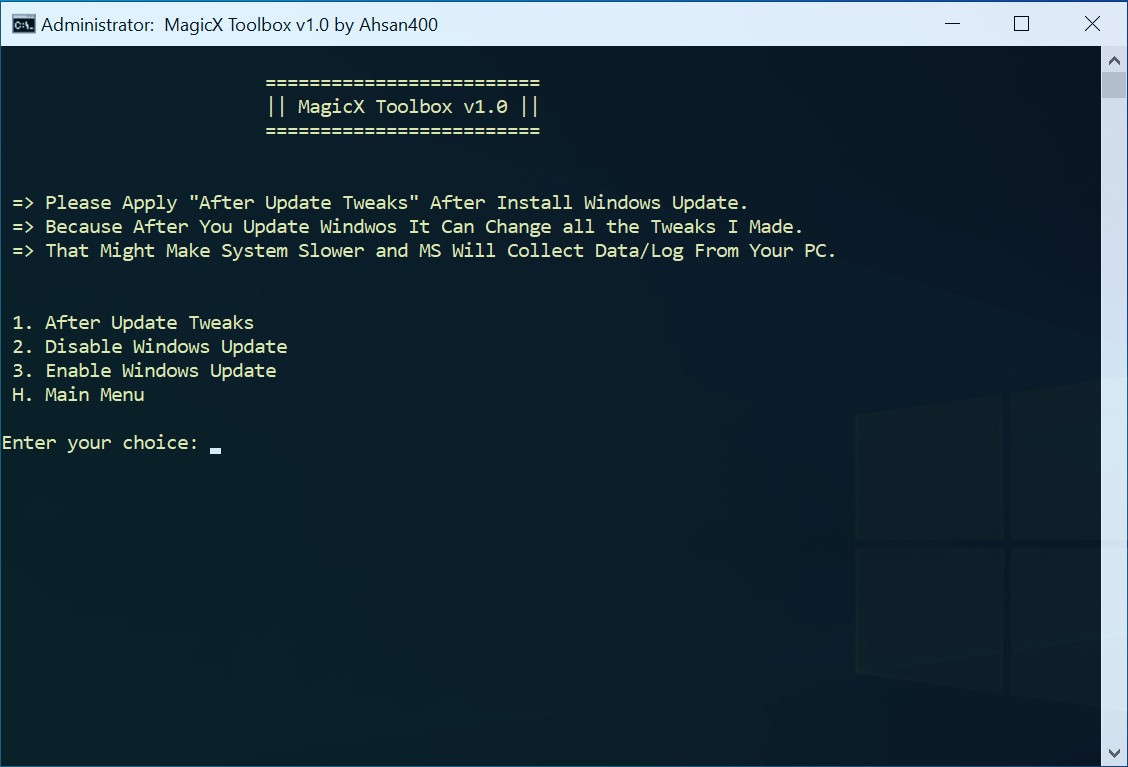 Administrator:  MagicX Toolbox v1.0 by Ahsan400
=========================
|| MagicX Toolbox v1.0 ||
=========================
=> Please Apply "After Update Tweaks" After Install Windows Update.
=> Because After You Update Windwos It Can Change all the Tweaks I Made.
=> That Might Make System Slower and MS Will Collect Data/Log From Your PC.
1. After Update Tweaks
2. Disable Windows Update
3. Enable Windows Update
H. Main Menu
Enter your choice: _